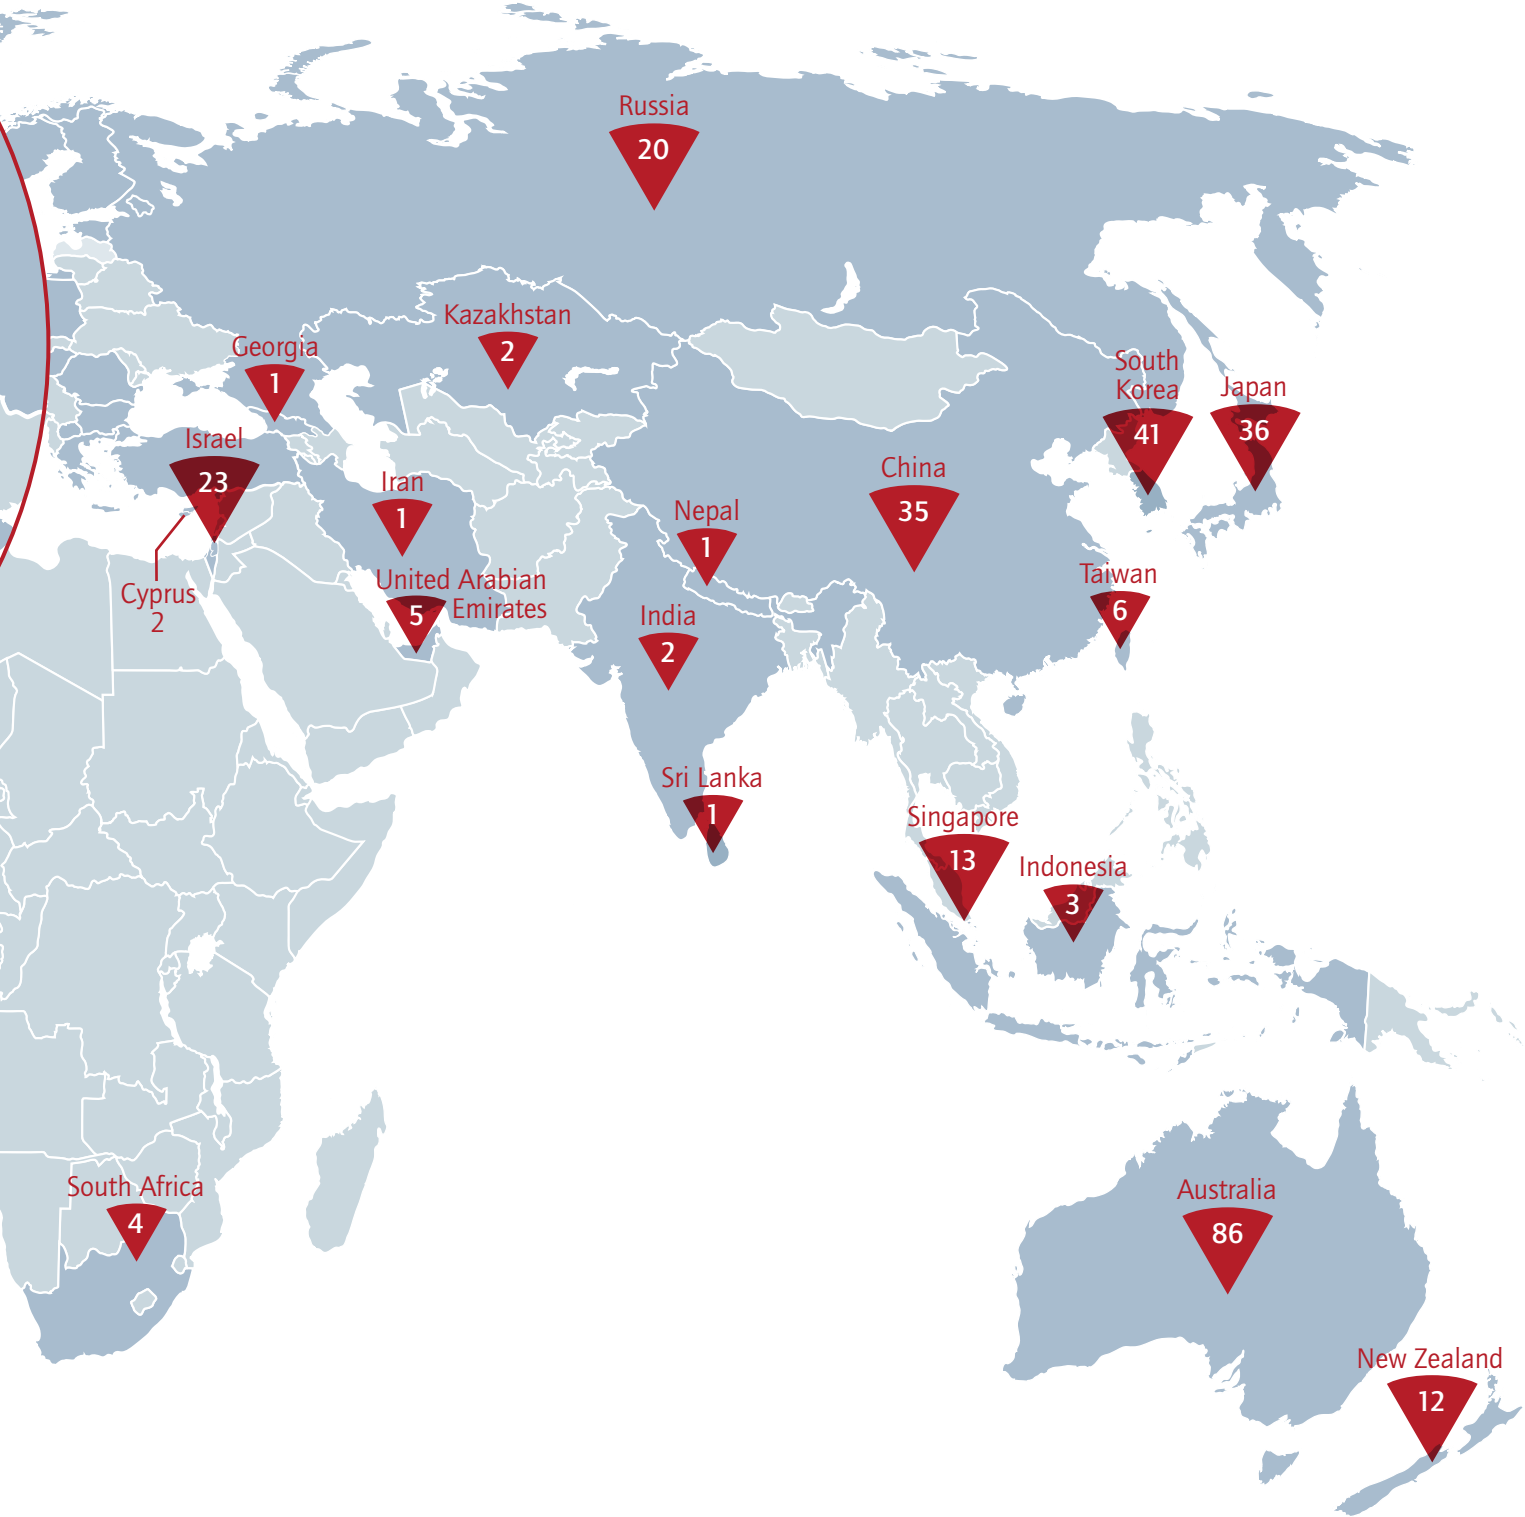 Russia
20
Kazakhstan
2
Georgia
1
South
Korea
41
Japan
36
Israel
23
China
35
Iran
1
Nepal
1
Taiwan
6
United Arabian
Emirates
5
Cyprus
2
India
2
Sri Lanka
1
Singapore
13
Indonesia
3
South Africa
4
Australia
86
New Zealand
12